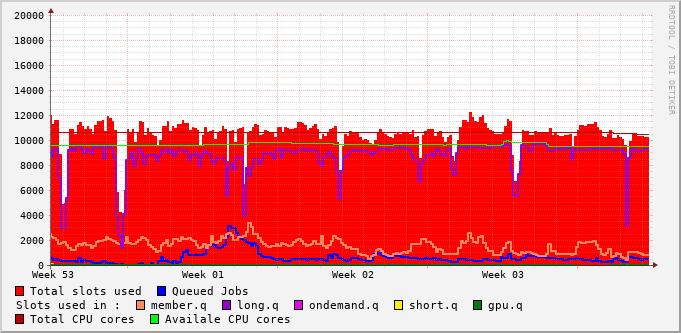 20000
18000
16000
14000
12000
10000
8000
6000
4000
2000
0
Week 53 Week 01 Week 02 Week 03
Total slots used Queued Jobs
Slots used in : member.q long.q ondemand.q short.q gpu.q
Total CPU cores Availale CPU cores
RRDTOOL / TOBI OETIKER